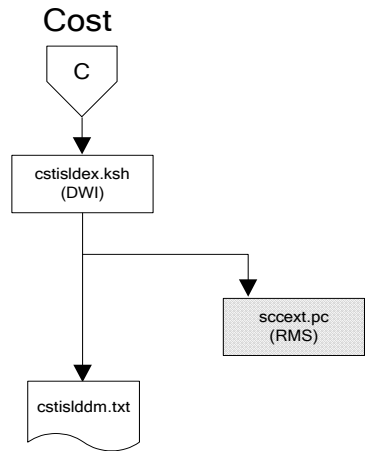 Cost
C
cstisldex.ksh
(DWI)
sccext.pc
(RMS)
cstislddm.txt